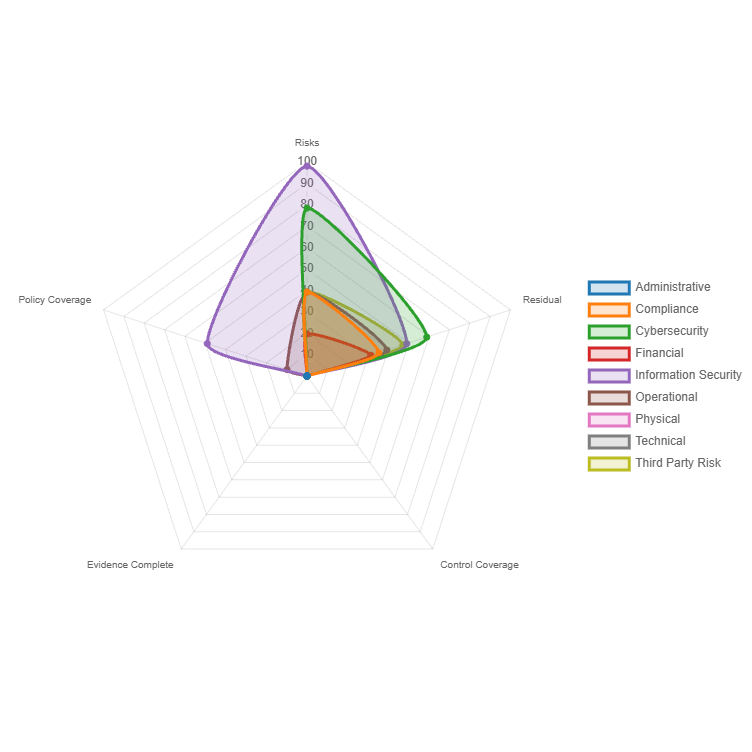 Risks
100
90
80
70
60
50
40
30
20
10
Policy Coverage
Residual
Evidence Complete
Control Coverage
Administrative
Compliance
Cybersecurity
Financial
Information Security
Operational
Physical
Technical
Third Party Risk